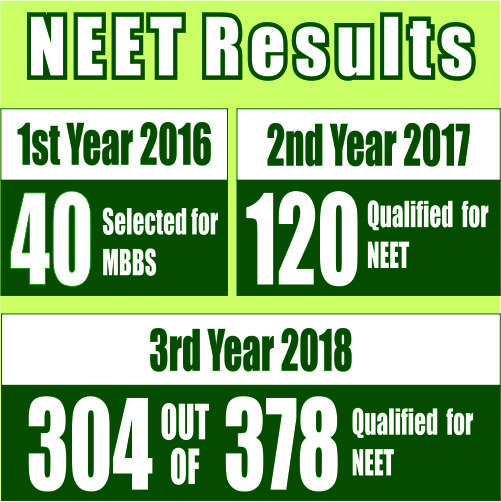 NEET Results
1st Year 2016
40 Selected for
MBBS
2nd Year 2017
120 Qualified for
NEET
3rd Year 2018
304 OUT OF 378 Qualified for
NEET